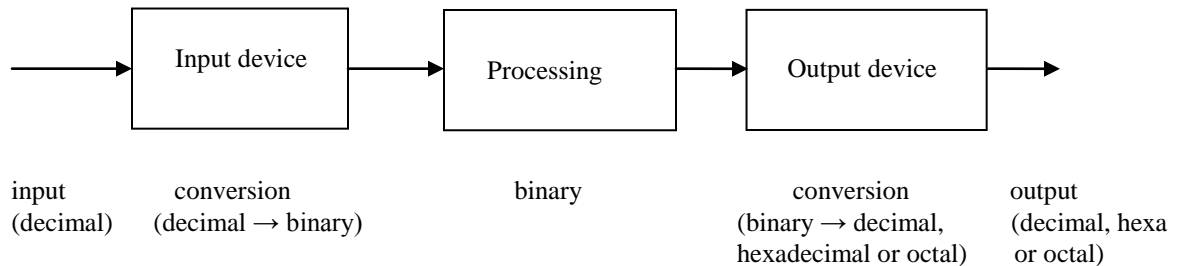 Input device
Processing
Output device
input conversion binary conversion output
(decimal) (decimal → binary) (binary → decimal, (decimal, hexa
hexadecimal or octal) or octal)